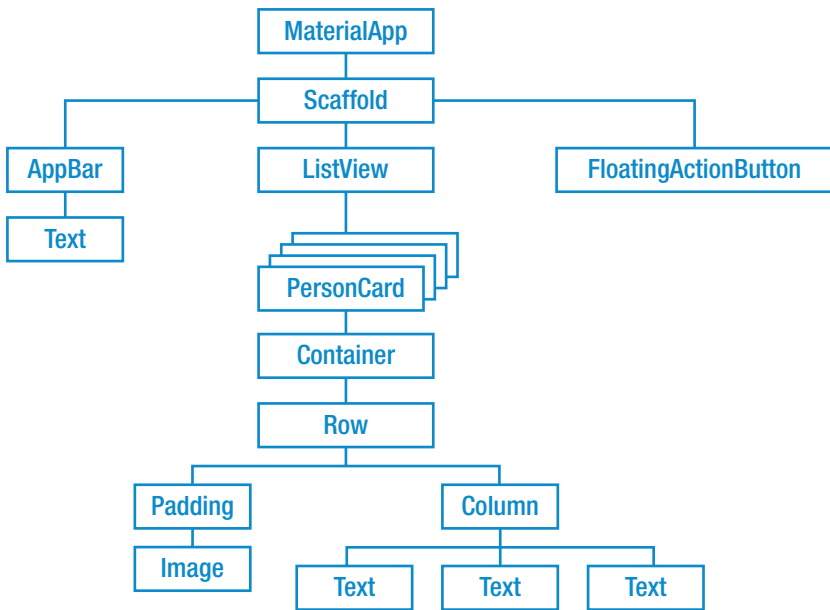 MaterialApp
Scaffold
AppBar
ListView
FloatingActionButton
Text
PersonCard
Container
Row
Padding
Column
Image
Text
Text
Text